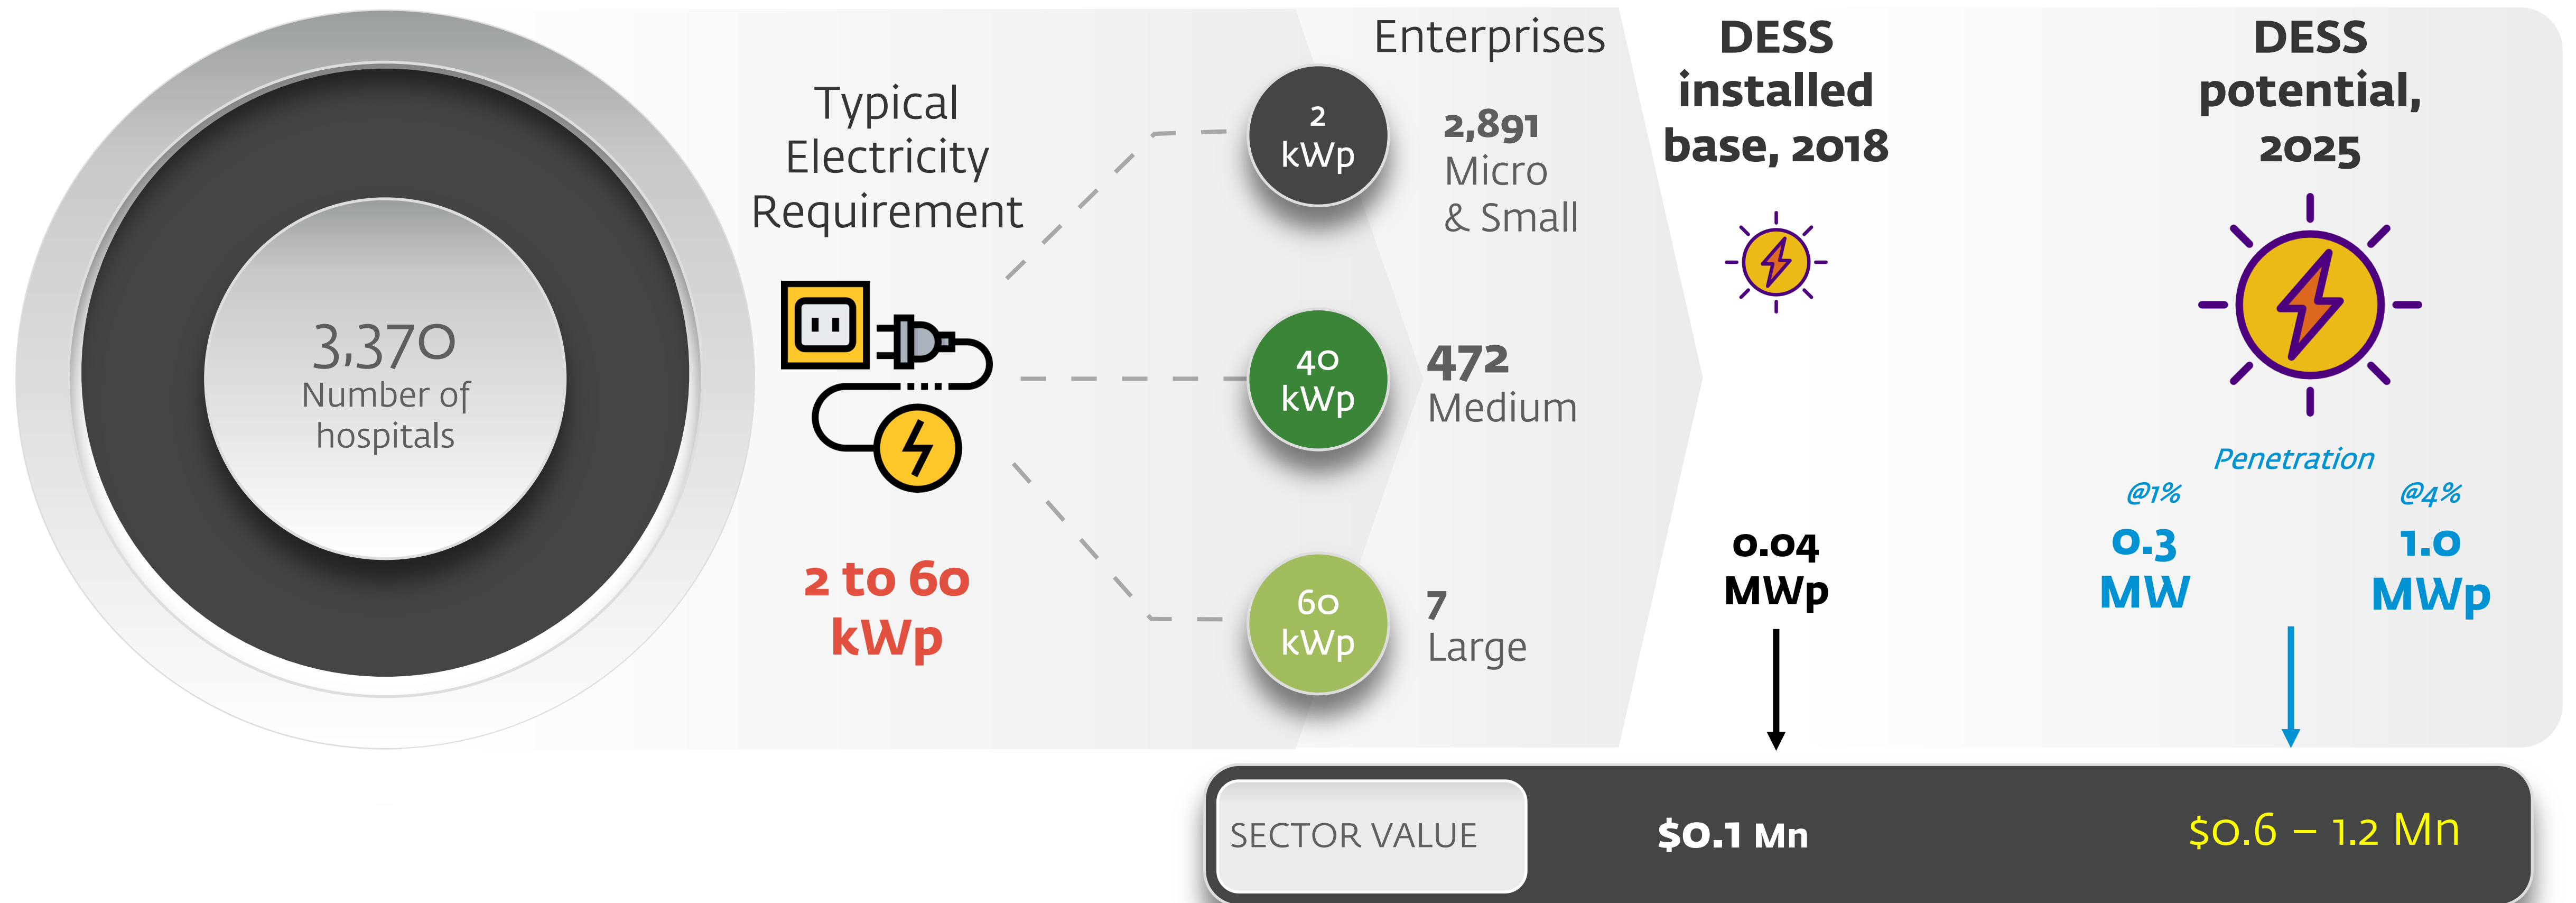 3,370
Number of
hospitals
Typical
Electricity
Requirement
2 to 60
kWp
Enterprises
2
kWp
2,891
Micro
& Small
40
kWp
472
Medium
60
kWp
7
Large
DESS
installed
base, 2018
0.04
MWp
DESS
potential,
2025
Penetration
@1%
@4%
0.3
MW
1.0
MWp
SECTOR VALUE
$0.1 Mn
$0.6 – 1.2 Mn